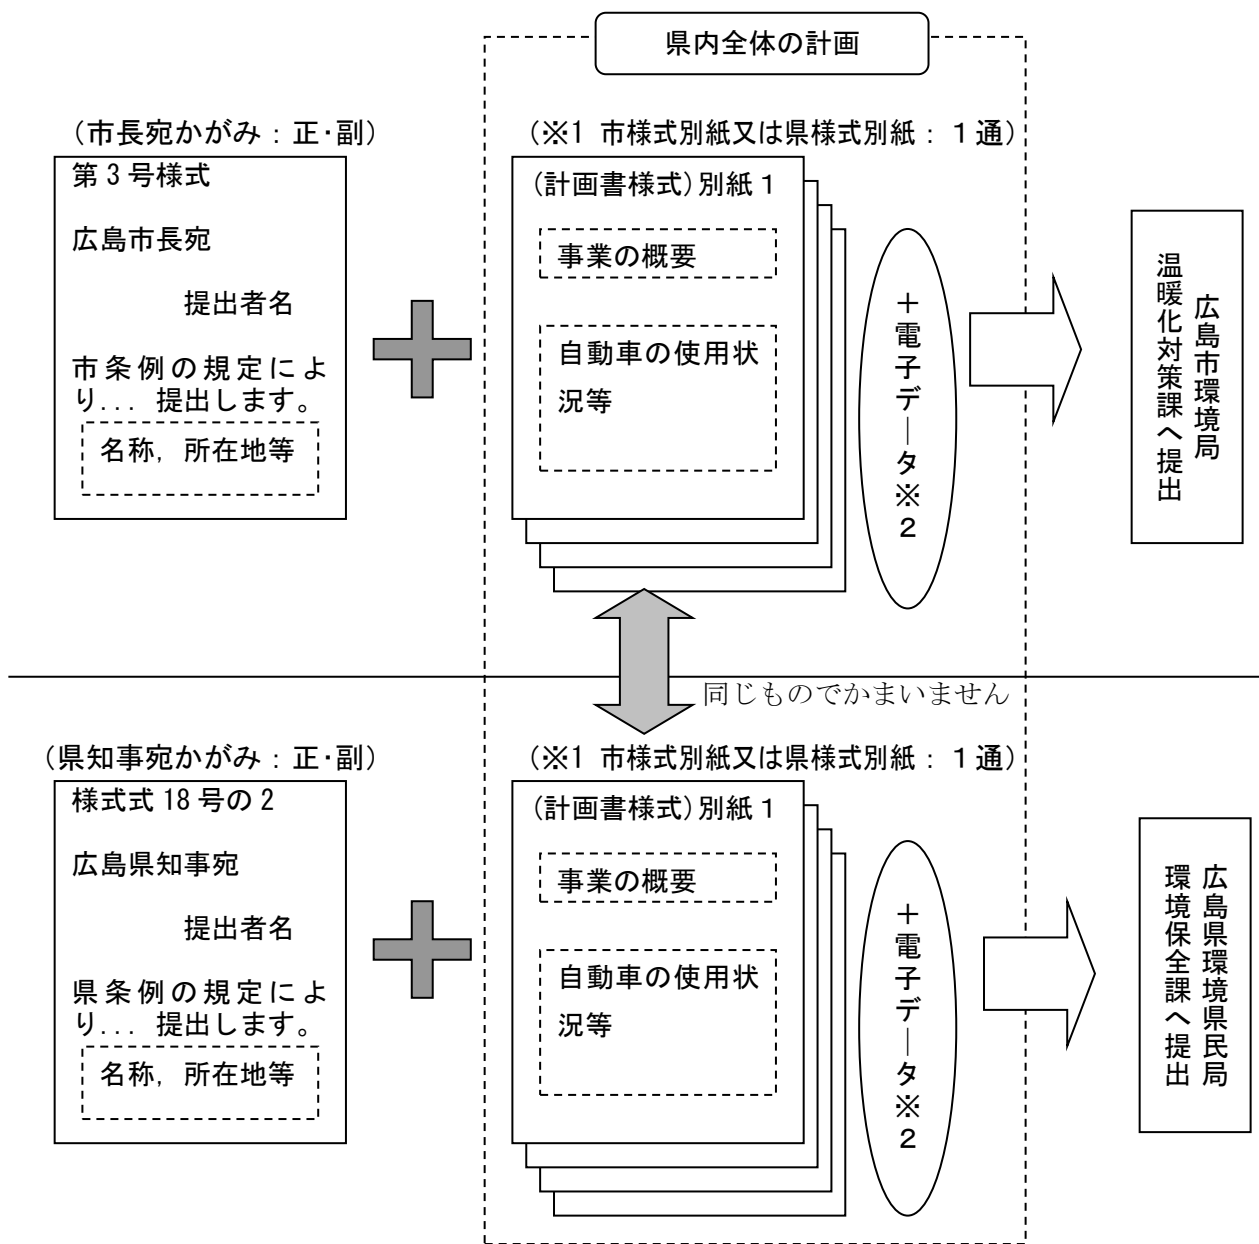 県内全体の計画
(市長宛かがみ：正･副)
第３号様式
広島市長宛
提出者名
市条例の規定によ
り... 提出します。
名称，所在地等
(※1 市様式別紙又は県様式別紙：１通)
(計画書様式)別紙１
事業の概要
自動車の使用状
況等
＋電子データ※２
広島市環境局
温暖化対策課へ提出
同じものでかまいません
(県知事宛かがみ：正･副)
様式式 18 号の 2
広島県知事宛
提出者名
県条例の規定によ
り... 提出します。
名称，所在地等
(※1 市様式別紙又は県様式別紙：１通)
(計画書様式)別紙１
事業の概要
自動車の使用状
況等
＋電子データ※２
広島県環境県民局
環境保全課へ提出